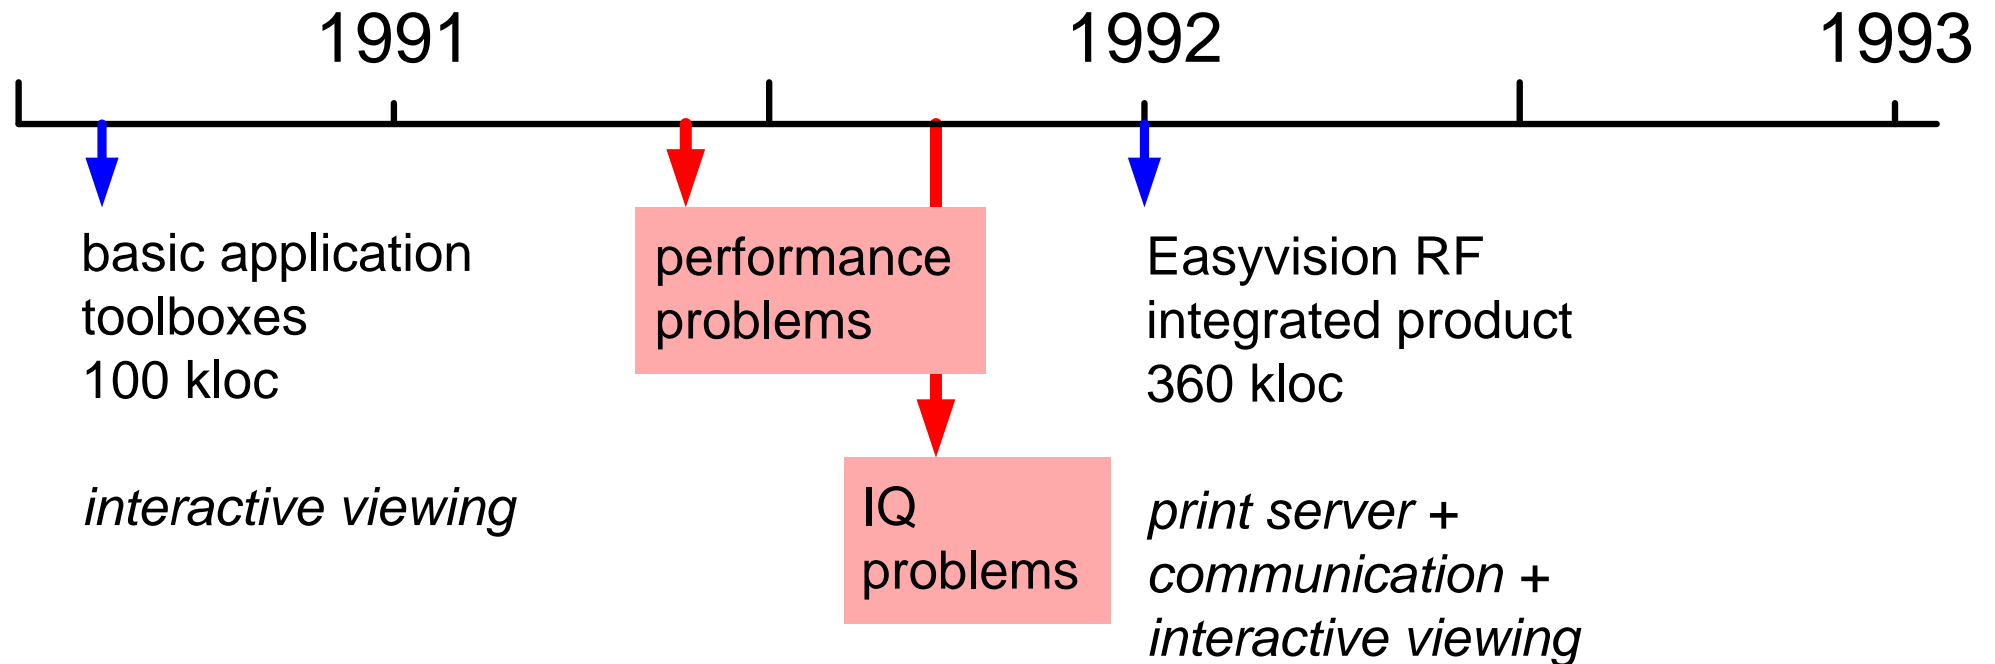 1991 1992 1993
basic application
toolboxes
100 kloc
interactive viewing
performance
problems
IQ
problems
Easyvision RF
integrated product
360 kloc
print server +
communication +
interactive viewing